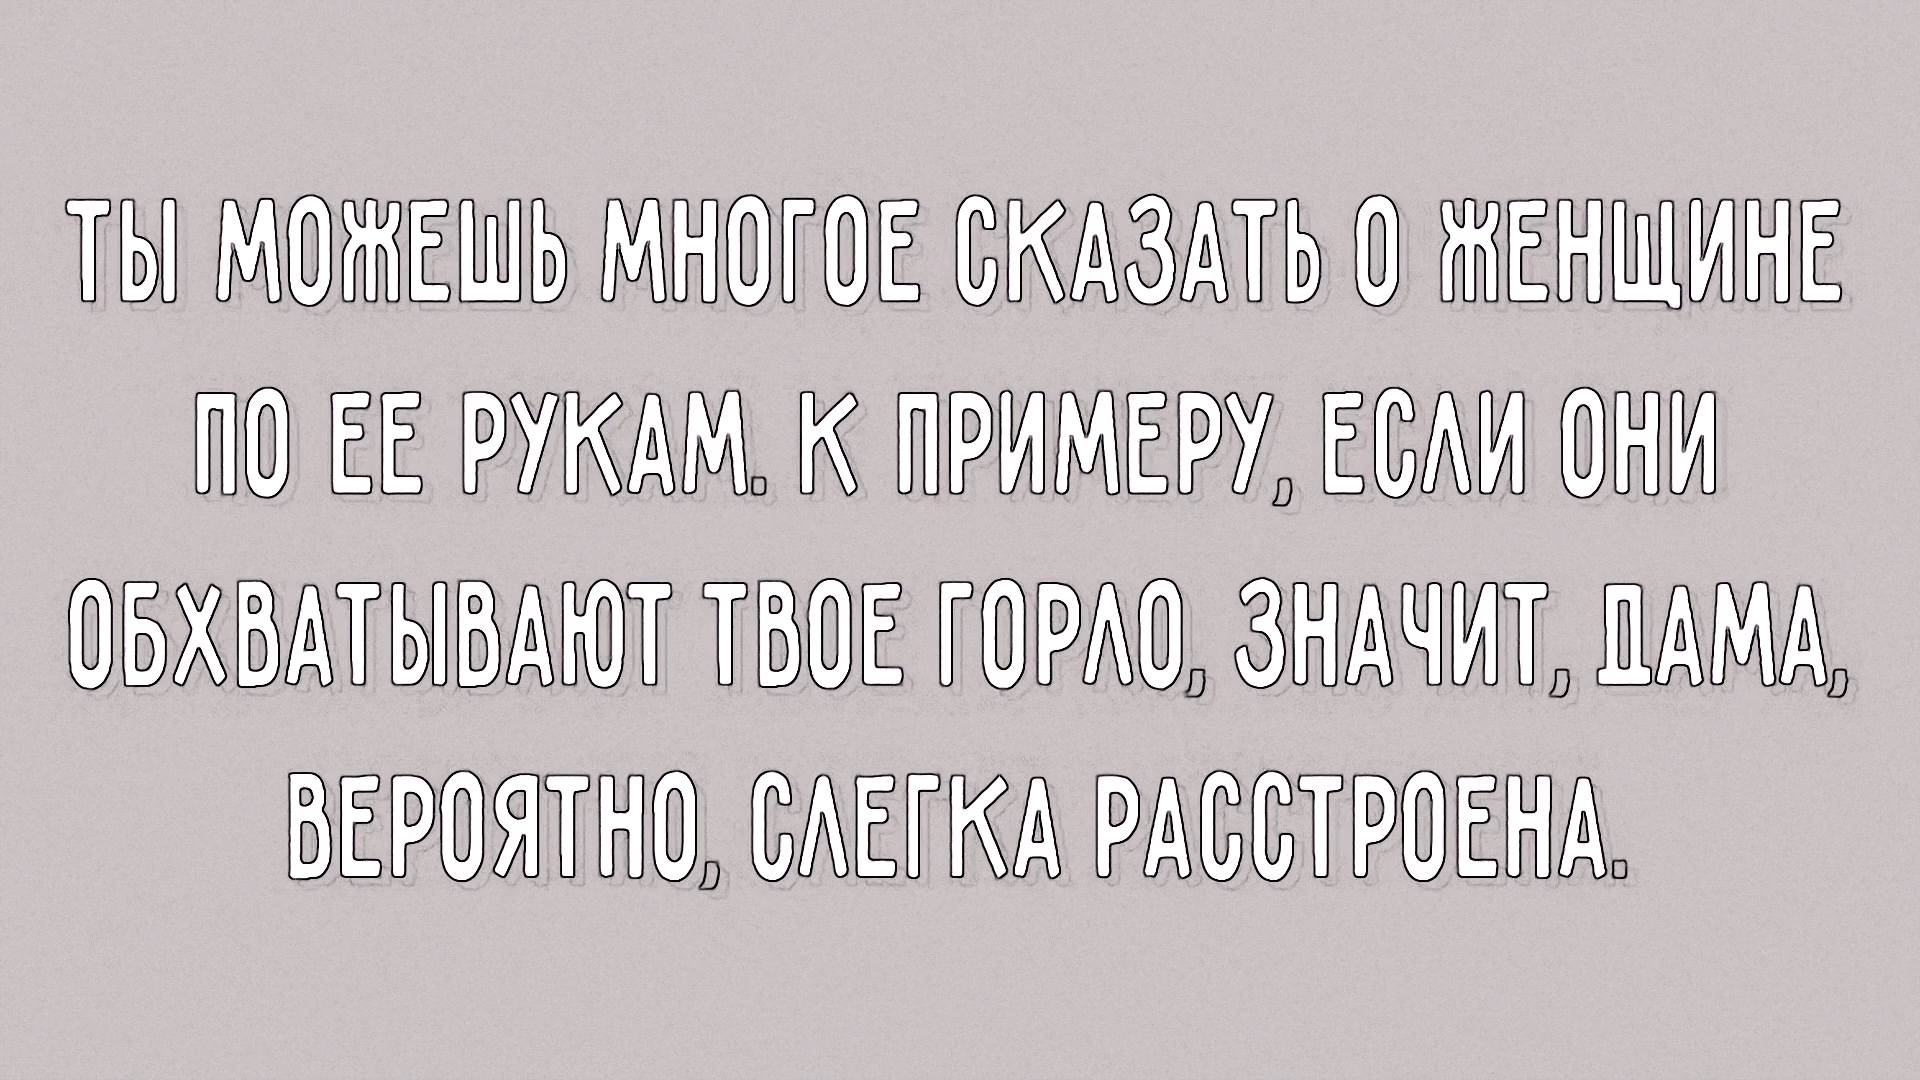 ТЫ МОЖЕШЬ МНОГОЕ СКАЗАТЬ О ЖЕНЩИНЕ
ПО ЕЕ РУКАМ. К ПРИМЕРУ, ЕСЛИ ОНИ
ОБХВАТЫВАЮТ ТВОЕ ГОРЛО, ЗНАЧИТ, ДАМА,
ВЕРОЯТНО, СЛЕГКА РАССТРОЕНА.